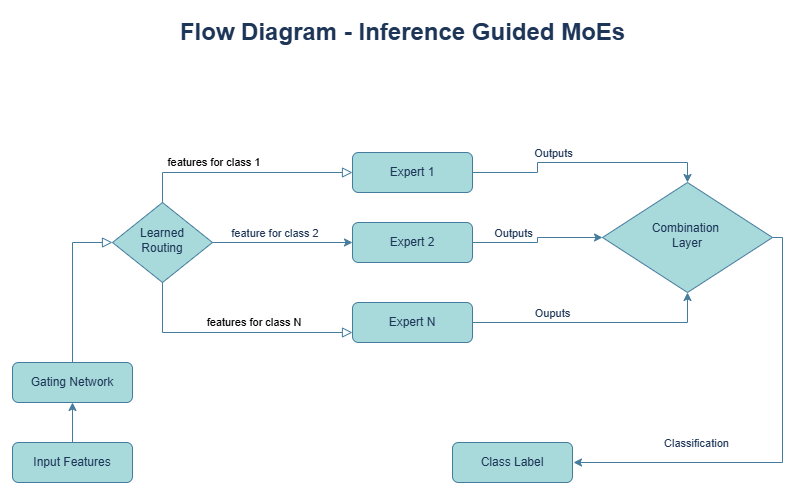 Flow Diagram - Inference Guided MoEs
features for class 1
Expert 1
Outputs
Learned
Routing
feature for class 2
Expert 2
Outputs
Combination
Layer
features for class N
Expert N
Ouputs
Gating Network
Input Features
Class Label
Classification